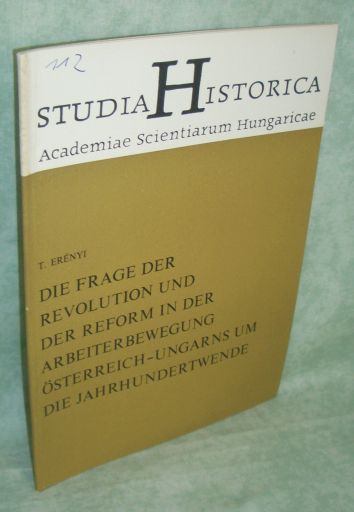 112
STUDIA HISTORICA
Academiae Scientiarum Hungaricae
T. ERÉNYI
DIE FRAGE DER
REVOLUTION UND
DER REFORM IN DER
ARBEITERBEWEGUNG
ÖSTERREICH-UNGARNS UM
DIE JAHRHUNDERTWENDE